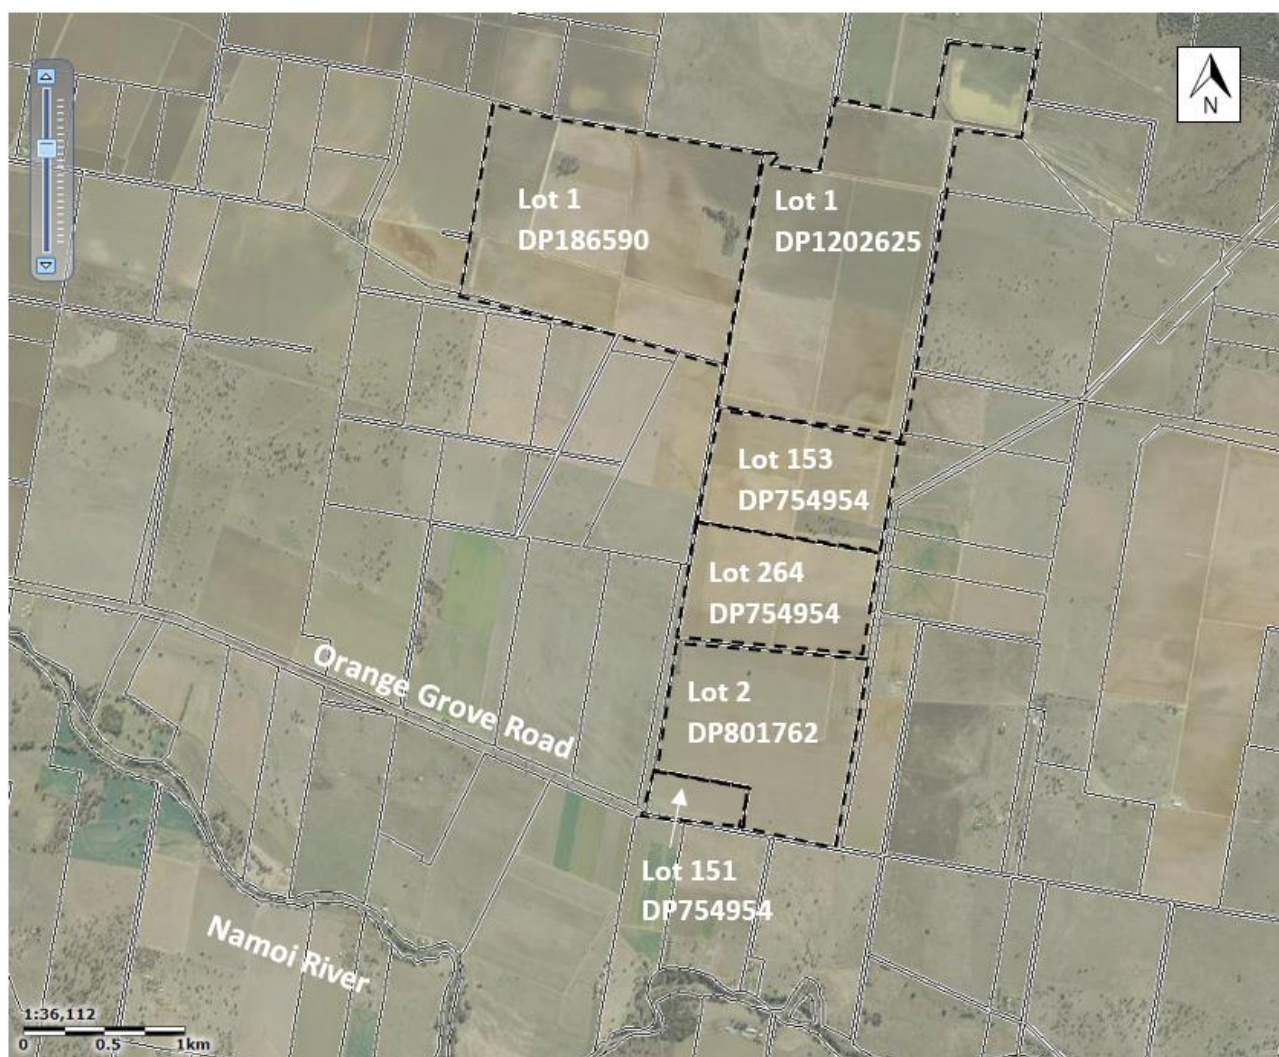 N
Lot 1
DP186590
Lot 1
DP1202625
Lot 153
DP754954
Lot 264
DP754954
Orange Grove Road
Lot 2
DP801762
Lot 151
DP754954
Namoi River
1:36,112
0 0.5 1km